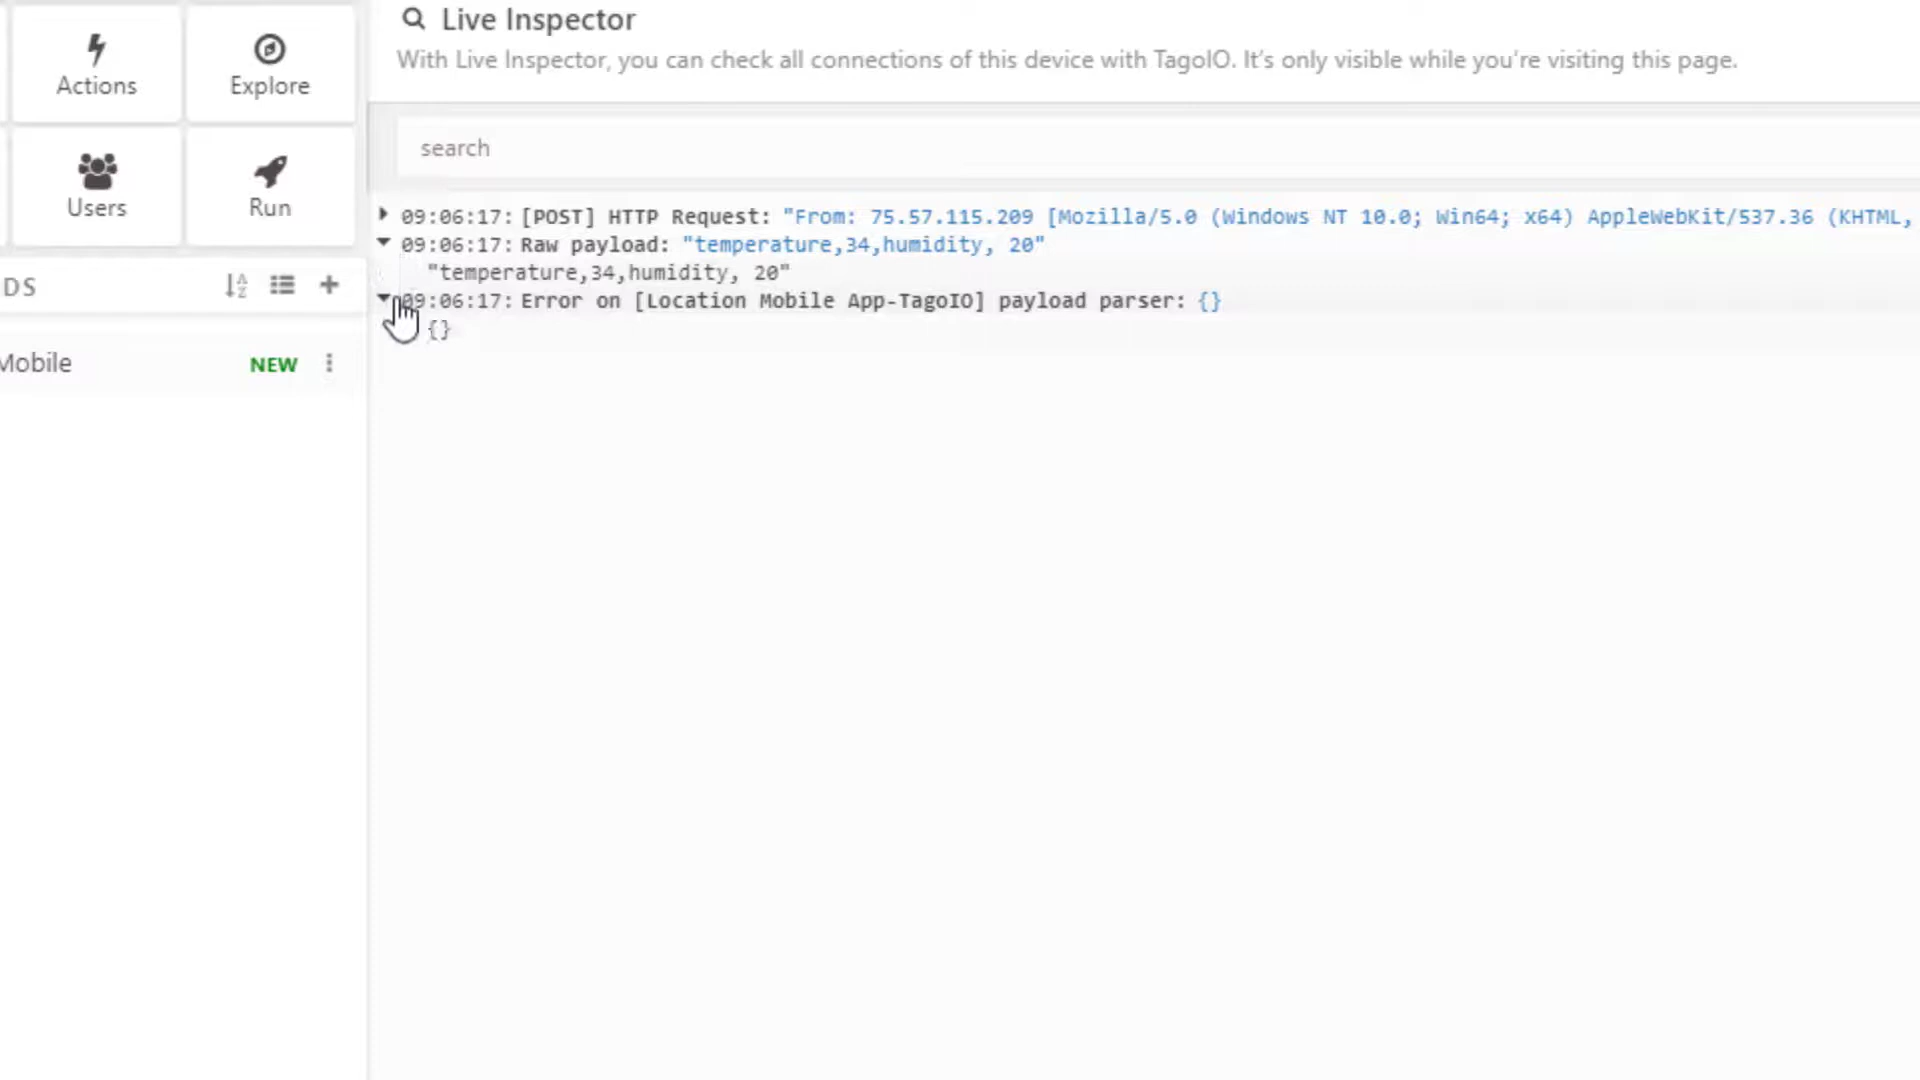 Live Inspector
With Live Inspector, you can check all connections of this device with TagoIO. It's only visible while you're visiting this page.
Actions
Explore
search
Users
Run
09:06:17: [POST] HTTP Request: "From: 75.57.115.209 [Mozilla/5.0 (Windows NT 10.0; Win64; x64) AppleWebKit/537.36 (KHTML,
09:06:17: Raw payload: "temperature,34,humidity, 20"
"temperature,34,humidity, 20"
DS
09:06:17: Error on [Location Mobile App-TagoIO] payload parser: {}
{}
Mobile
NEW